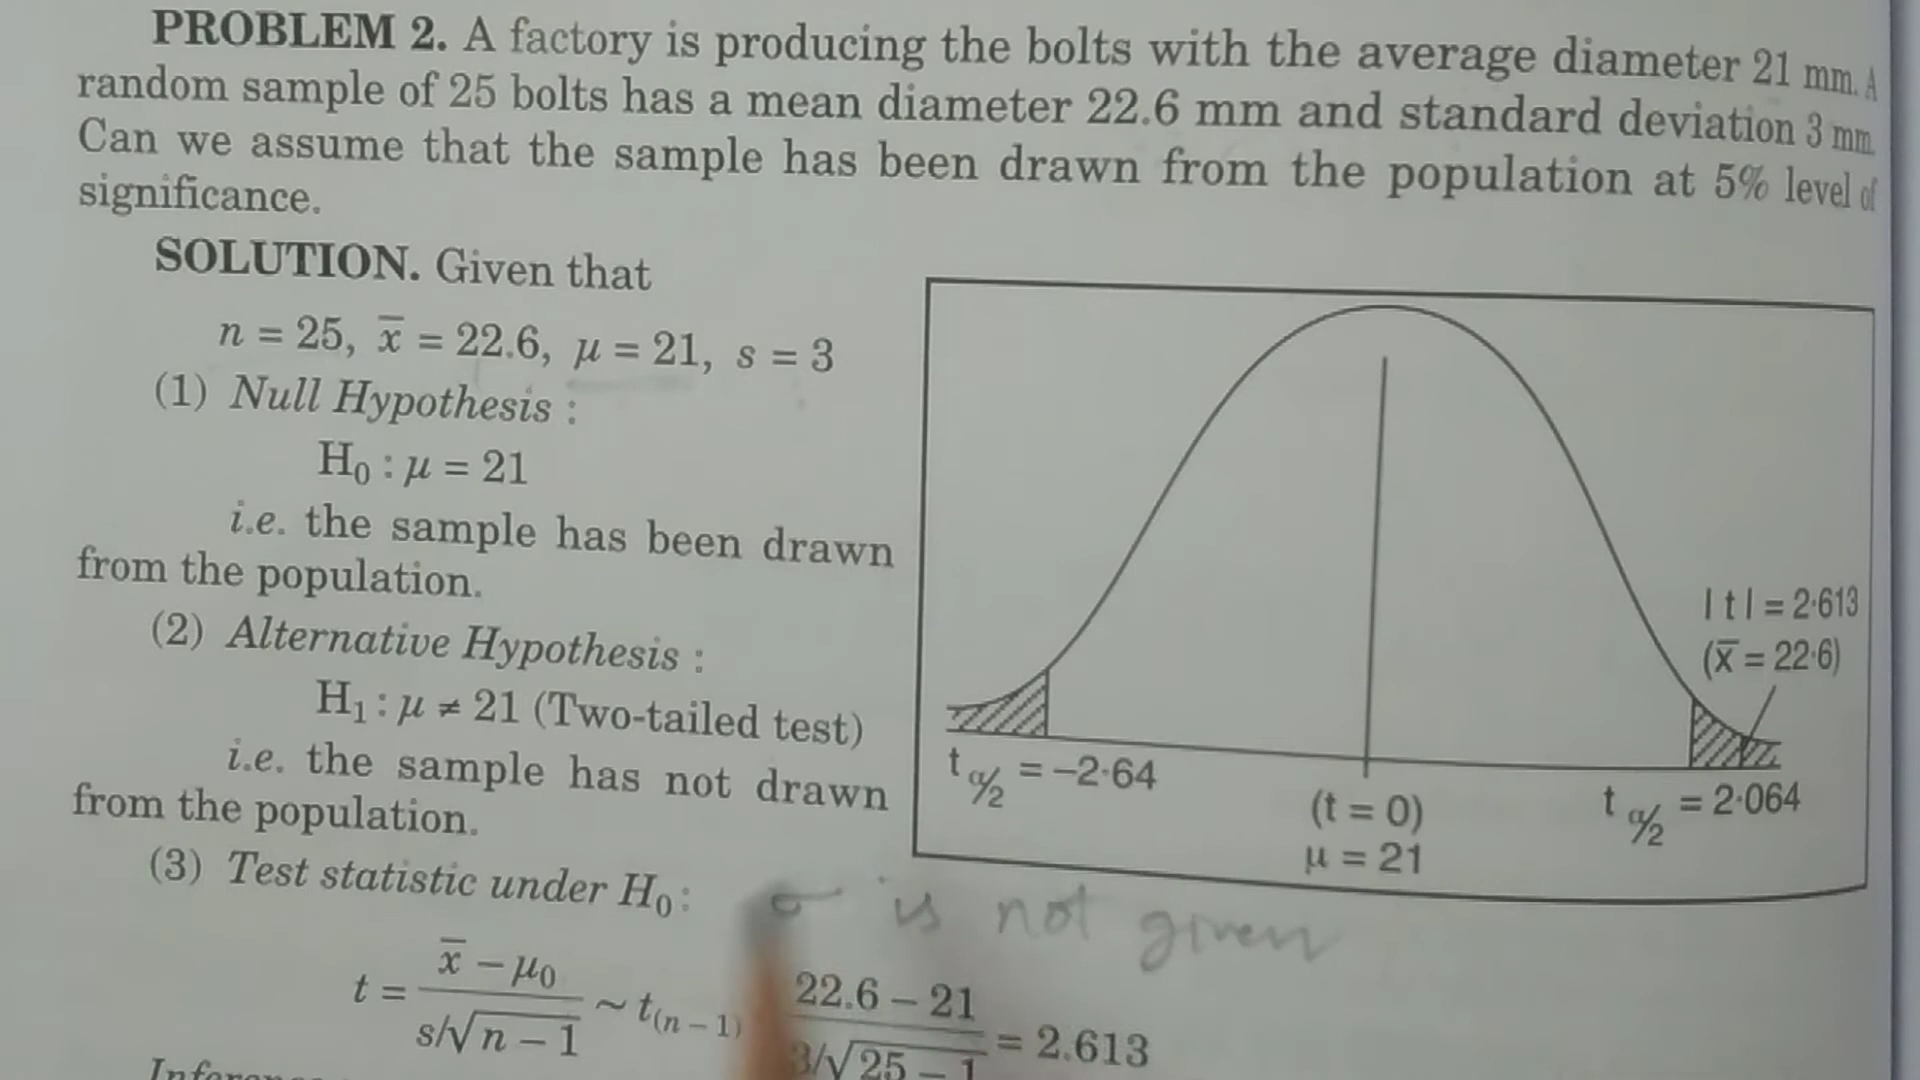 PROBLEM 2. A factory is producing the bolts with the average diameter 21 mm. A
random sample of 25 bolts has a mean diameter 22.6 mm and standard deviation 3 mm.
Can we assume that the sample has been drawn from the population at 5% level of
significance.
SOLUTION. Given that
n = 25, x̅ = 22.6, μ = 21, s = 3
(1) Null Hypothesis :
H₀ : μ = 21
i.e. the sample has been drawn
from the population.
(2) Alternative Hypothesis :
H₁ : μ ≠ 21 (Two-tailed test)
i.e. the sample has not drawn
from the population.
(3) Test statistic under H₀ :
t = (x̅ – μ₀)/(s/√(n – 1)) ~ t₍ₙ ₋ ₁₎ (22.6 – 21)/(3/√(25 – 1)) = 2.613
| t | = 2·613
(x̅ = 22·6)
t α/2 = –2·64
(t = 0)
μ = 21
t α/2 = 2·064
σ is not given